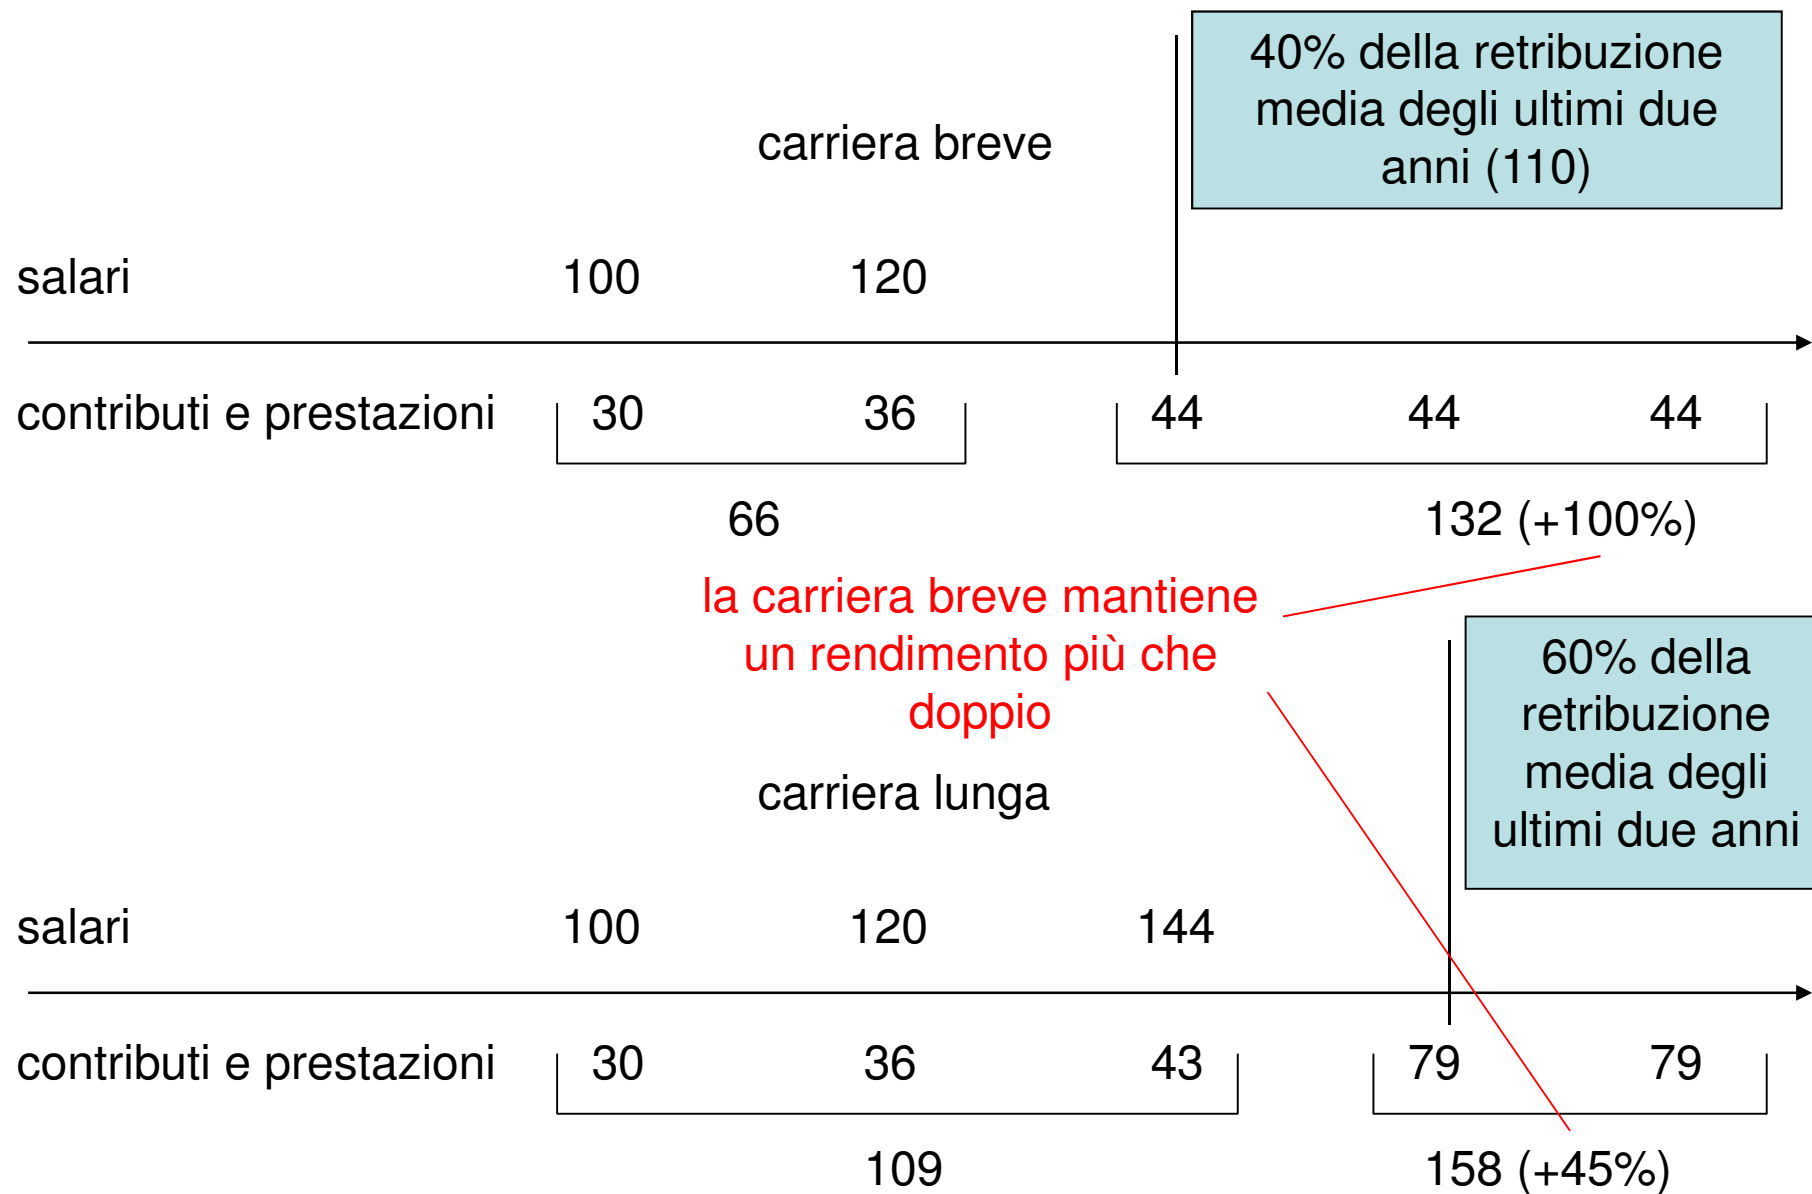 40% della retribuzione
media degli ultimi due
anni (110)
carriera breve
salari 100 120
contributi e prestazioni 30 36 44 44 44
66 132 (+100%)
la carriera breve mantiene
un rendimento più che
doppio
60% della
retribuzione
media degli
ultimi due anni
carriera lunga
salari 100 120 144
contributi e prestazioni 30 36 43 79 79
109 158 (+45%)